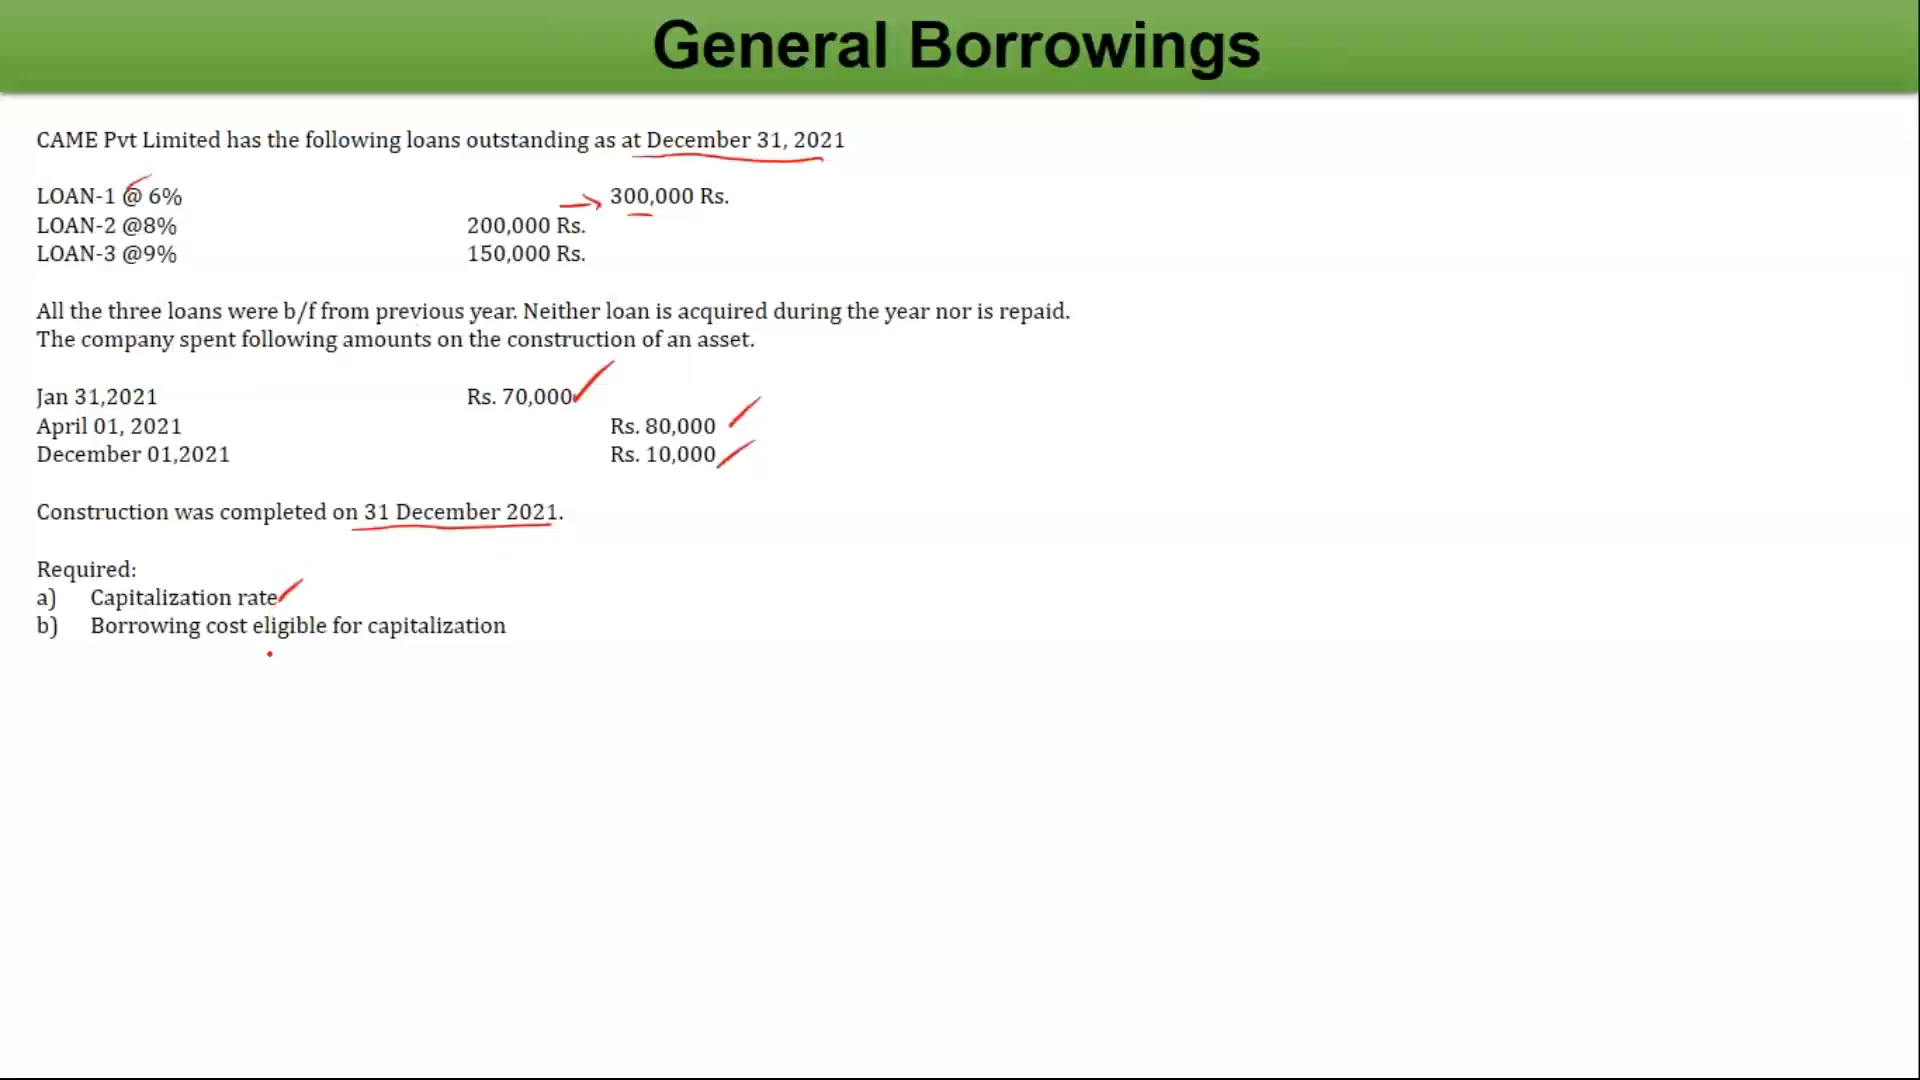 General Borrowings
CAME Pvt Limited has the following loans outstanding as at December 31, 2021
LOAN-1 @ 6% 300,000 Rs.
LOAN-2 @8% 200,000 Rs.
LOAN-3 @9% 150,000 Rs.
All the three loans were b/f from previous year. Neither loan is acquired during the year nor is repaid.
The company spent following amounts on the construction of an asset.
Jan 31,2021 Rs. 70,000
April 01, 2021 Rs. 80,000
December 01,2021 Rs. 10,000
Construction was completed on 31 December 2021.
Required:
a) Capitalization rate
b) Borrowing cost eligible for capitalization